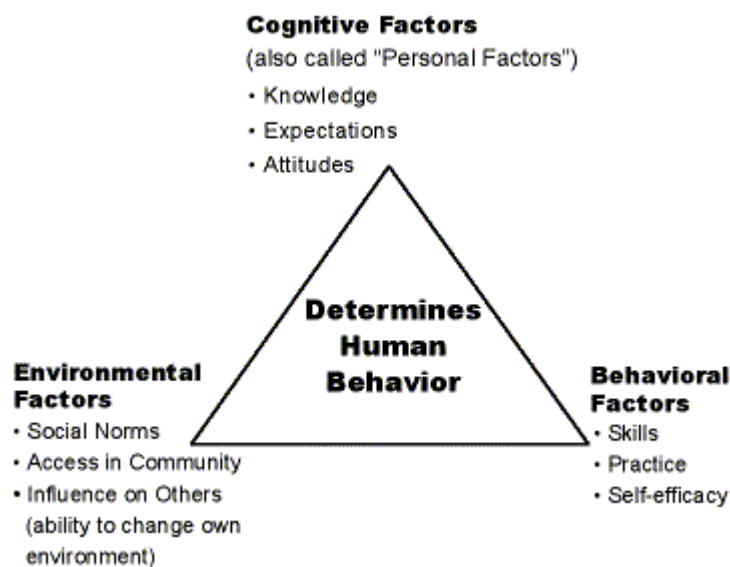 Cognitive Factors
(also called "Personal Factors")
• Knowledge
• Expectations
• Attitudes
Determines
Human
Behavior
Environmental
Factors
• Social Norms
• Access in Community
• Influence on Others
(ability to change own
environment)
Behavioral
Factors
• Skills
• Practice
• Self-efficacy